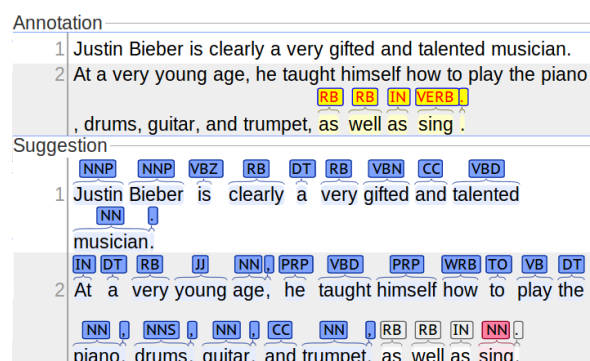 Annotation
1 Justin Bieber is clearly a very gifted and talented musician.
2 At a very young age, he taught himself how to play the piano
RB RB IN VERB .
, drums, guitar, and trumpet, as well as sing .
Suggestion
NNP NNP VBZ RB DT RB VBN CC VBD
1 Justin Bieber is clearly a very gifted and talented
NN .
musician.
IN DT RB JJ NN , PRP VBD PRP WRB TO VB DT
2 At a very young age, he taught himself how to play the
NN , NNS , NN , CC NN , RB RB IN NN .
piano, drums, guitar, and trumpet, as well as sing.